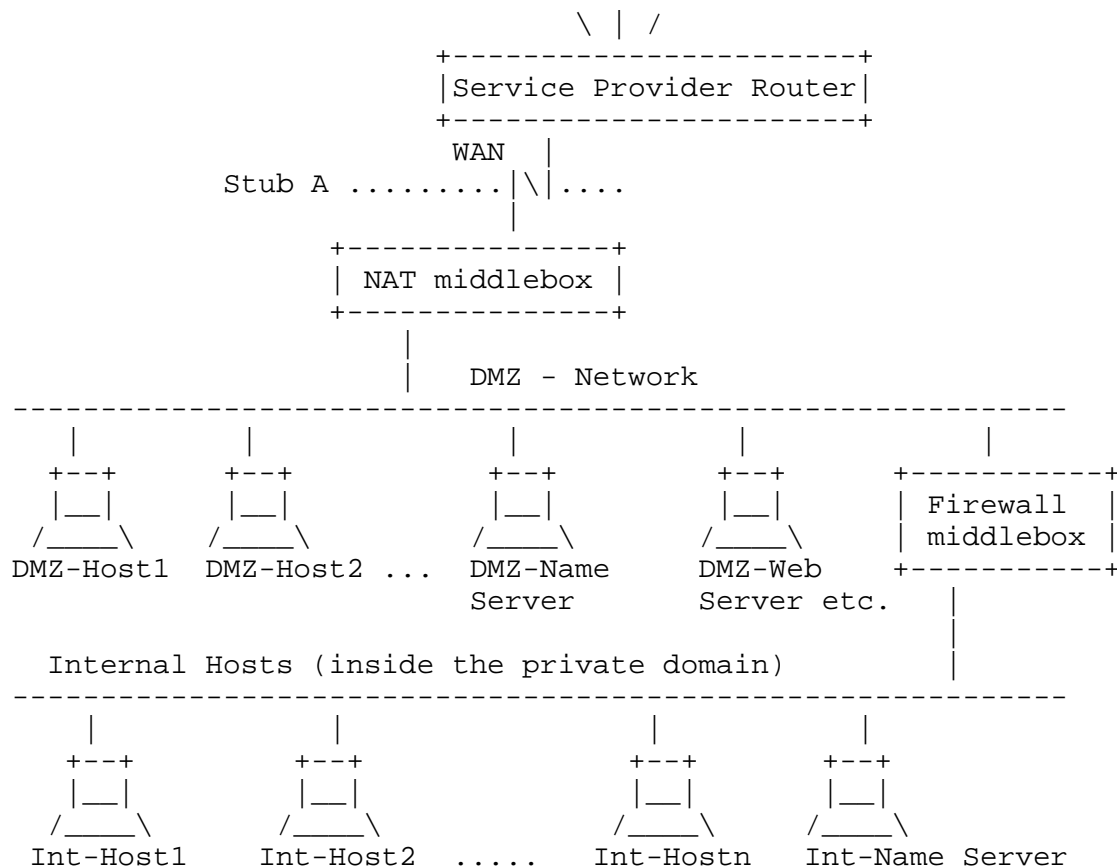 Service Provider Router
WAN
Stub A .........|\|....
NAT middlebox
DMZ - Network
Firewall
middlebox
DMZ-Host1 DMZ-Host2 ... DMZ-Name DMZ-Web
Server Server etc.
Internal Hosts (inside the private domain)
Int-Host1 Int-Host2 ..... Int-Hostn Int-Name Server